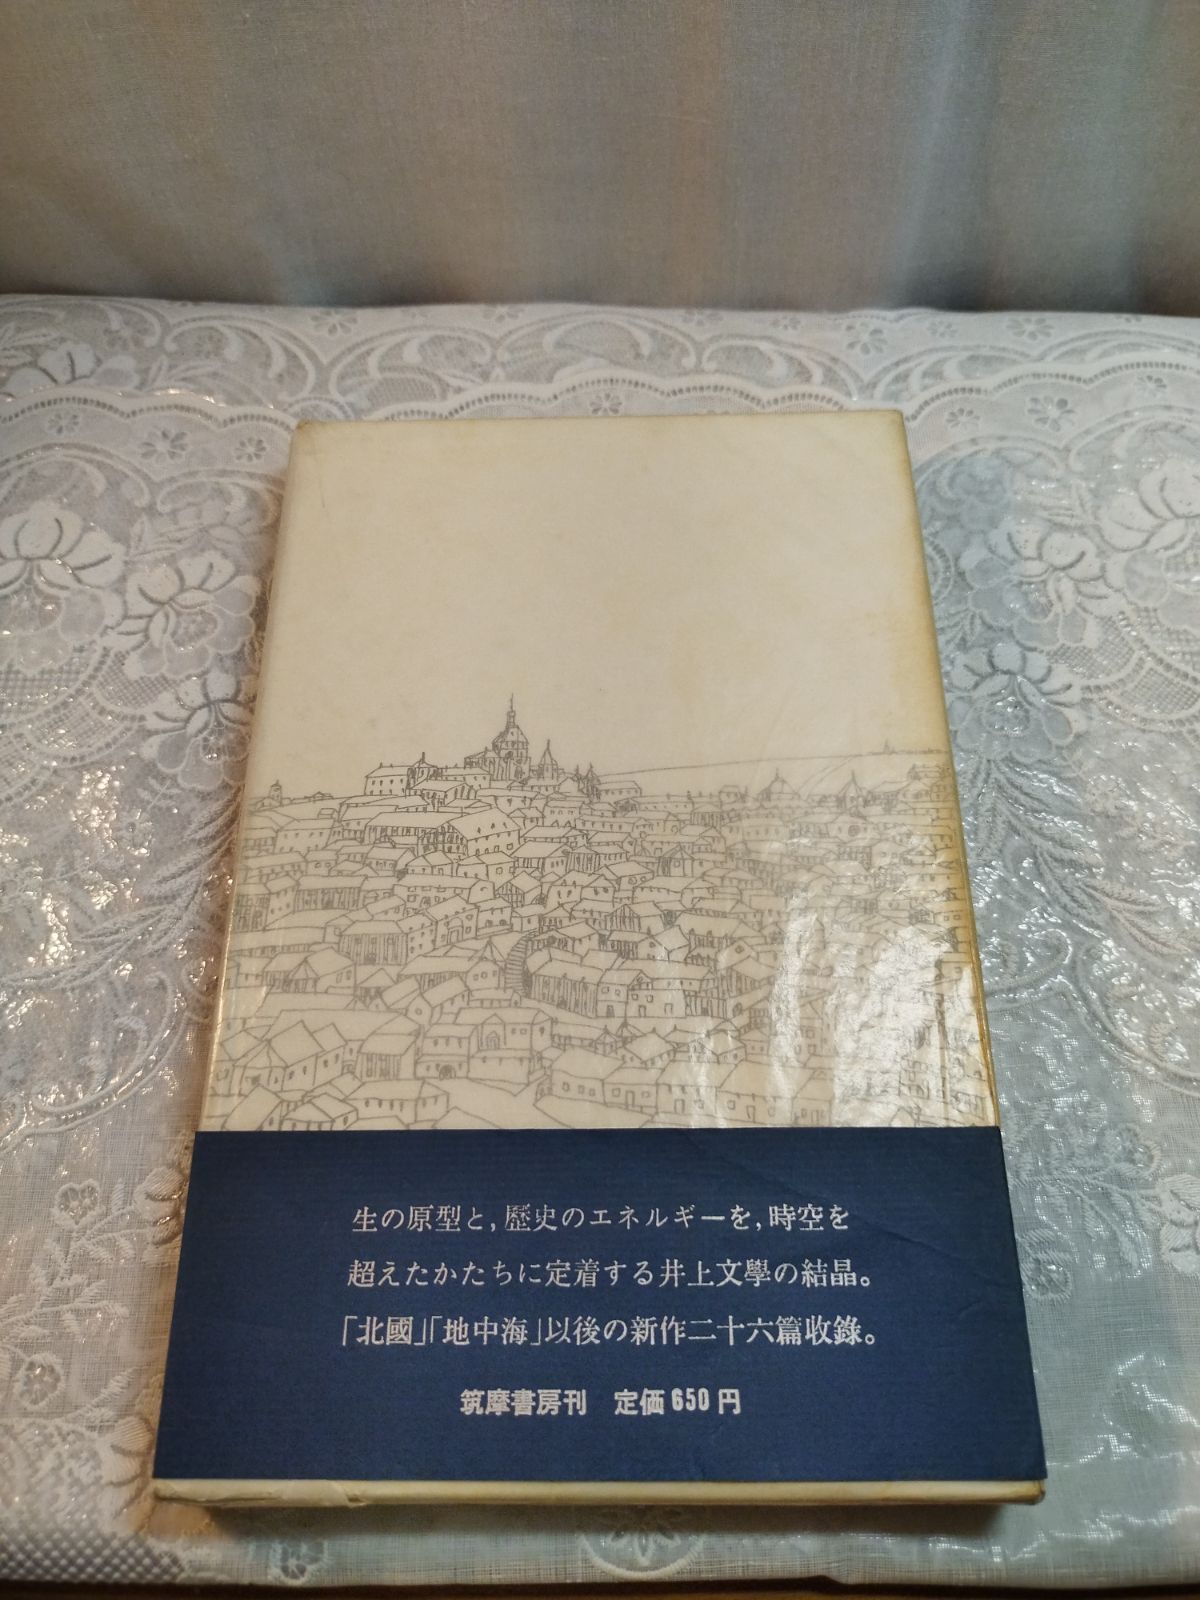 生の原型と,歴史のエネルギーを,時空を
超えたかたちに定着する井上文學の結晶。
「北國」「地中海」以後の新作二十六篇収錄。
筑摩書房刊 定価650円